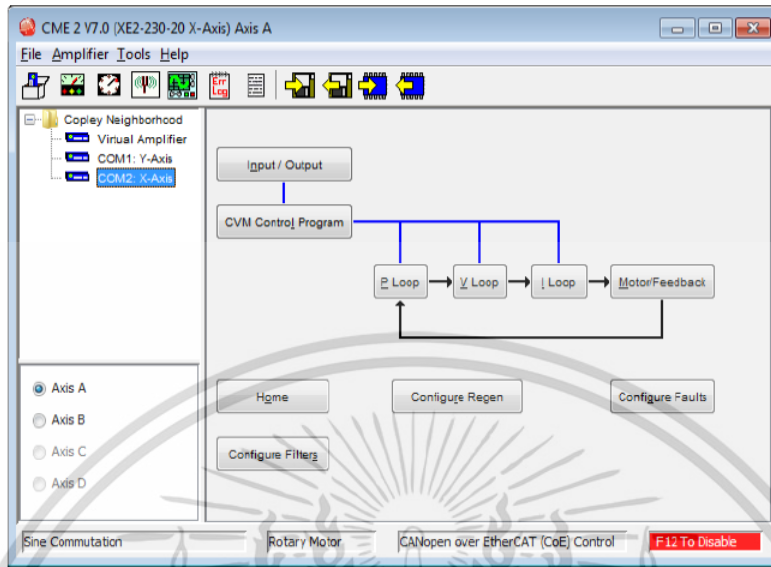 CME 2 V7.0 (XE2-230-20 X-Axis) Axis A
File Amplifier Tools Help
Err Log
Copley Neighborhood
Virtual Amplifier
COM1: Y-Axis
COM2: X-Axis
Input / Output
CVM Control Program
P Loop
V Loop
I Loop
Motor/Feedback
Axis A
Axis B
Axis C
Axis D
Home
Configure Regen
Configure Faults
Configure Filters
Sine Commutation
Rotary Motor
CANopen over EtherCAT (CoE) Control
F12 To Disable